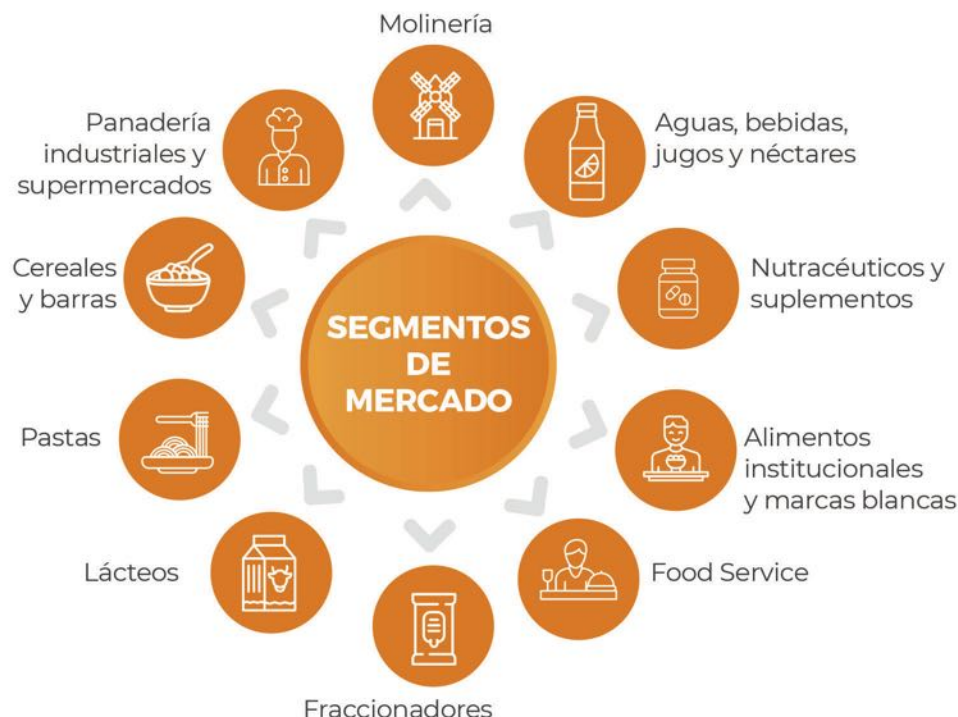 Molinería
Aguas, bebidas,
jugos y néctares
Nutracéuticos y
suplementos
Alimentos
institucionales
y marcas blancas
Food Service
Fraccionadores
Lácteos
Pastas
Cereales
y barras
Panadería
industriales y
supermercados
SEGMENTOS
DE
MERCADO